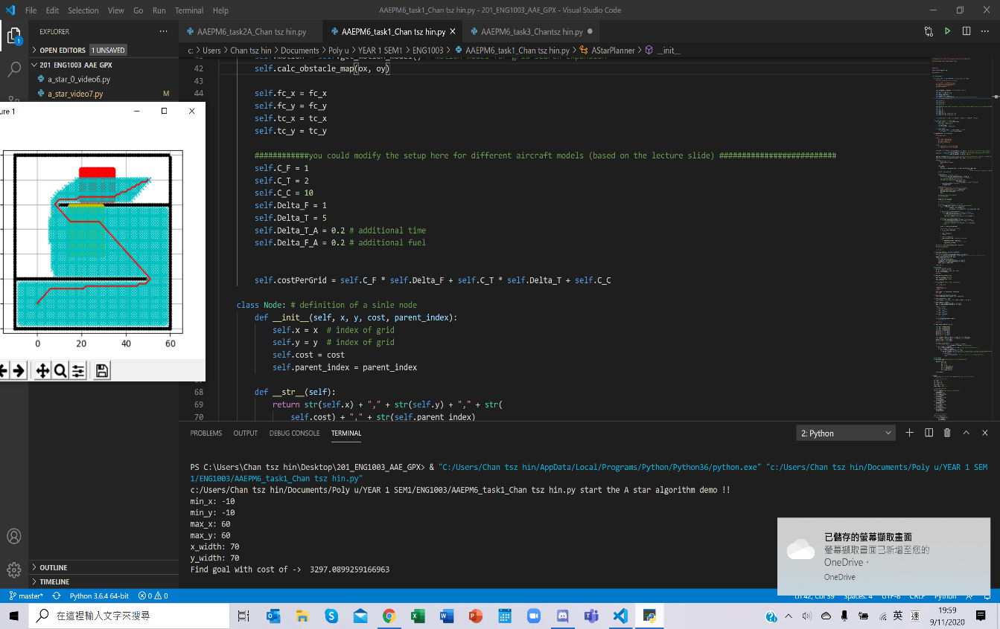 File Edit Selection View Go Run Terminal Help AAEPM6_task1_Chan tsz hin.py - 201_ENG1003_AAE_GPX - Visual Studio Code
EXPLORER
AAEPM6_task2A_Chan tsz hin.py AAEPM6_task1_Chan tsz hin.py AAEPM6_task3_Chantsz hin.py
OPEN EDITORS 1 UNSAVED
c: > Users > Chan tsz hin > Documents > Poly u > YEAR 1 SEM1 > ENG1003 > AAEPM6_task1_Chan tsz hin.py > AStarPlanner > __init__
201_ENG1003_AAE_GPX
a_star_0_video6.py
a_star_video7.py M
1
ure 1
0 20 40 60
42 self.calc_obstacle_map(ox, oy)
43
44 self.fc_x = fc_x
self.fc_y = fc_y
self.tc_x = tc_x
self.tc_y = tc_y
############you could modify the setup here for different aircraft models (based on the lecture slide) ##########################
self.C_F = 1
self.C_T = 2
self.C_C = 10
self.Delta_F = 1
self.Delta_T = 5
self.Delta_T_A = 0.2 # additional time
self.Delta_F_A = 0.2 # additional fuel
self.costPerGrid = self.C_F * self.Delta_F + self.C_T * self.Delta_T + self.C_C
class Node: # definition of a sinle node
def __init__(self, x, y, cost, parent_index):
self.x = x # index of grid
self.y = y # index of grid
self.cost = cost
self.parent_index = parent_index
68 def __str__(self):
69 return str(self.x) + "," + str(self.y) + "," + str(
70 self.cost) + "," + str(self.parent_index)
PROBLEMS OUTPUT DEBUG CONSOLE TERMINAL 2: Python
PS C:\Users\Chan tsz hin\Desktop\201_ENG1003_AAE_GPX> & "C:/Users/Chan tsz hin/AppData/Local/Programs/Python/Python36/python.exe" "c:/Users/Chan tsz hin/Documents/Poly u/YEAR 1 SEM
1/ENG1003/AAEPM6_task1_Chan tsz hin.py"
c:/Users/Chan tsz hin/Documents/Poly u/YEAR 1 SEM1/ENG1003/AAEPM6_task1_Chan tsz hin.py start the A star algorithm demo !!
min_x: -10
min_y: -10
max_x: 60
max_y: 60
x_width: 70
y_width: 70
Find goal with cost of -> 3297.0899259166963
OUTLINE
TIMELINE
已儲存的螢幕擷取畫面
螢幕擷取畫面已新增至您的
OneDrive。
OneDrive
master* Python 3.6.4 64-bit 0 0 Ln 42, Col 39 Spaces: 4 UTF-8 CRLF Python
在這裡輸入文字來搜尋
英 速
19:59
9/11/2020